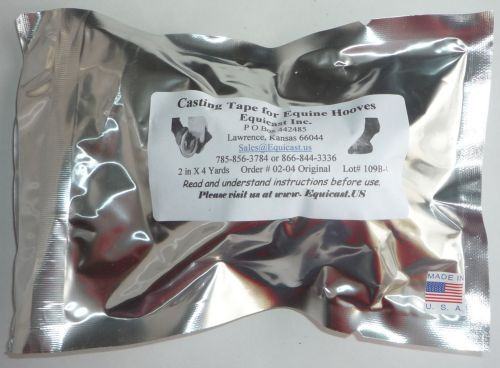 Casting Tape for Equine Hooves
Equicast Inc.
P O Box 442485
Lawrence, Kansas 66044
Sales@Equicast.us
785-856-3784 or 866-844-3336
2 in X 4 Yards Order # 02-04 Original Lot# 109B-
Read and understand instructions before use.
Please visit us at www. Equicast.US
MADE IN
U. S. A.